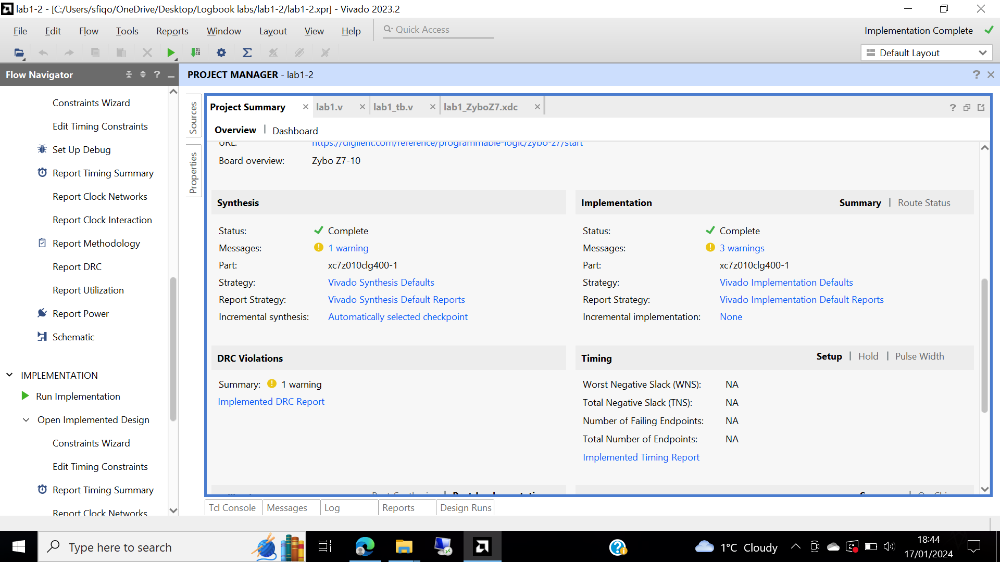 lab1-2 - [C:/Users/sfiqo/OneDrive/Desktop/Logbook labs/lab1-2/lab1-2.xpr] - Vivado 2023.2
File Edit Flow Tools Reports Window Layout View Help
Quick Access
Implementation Complete
Default Layout
Flow Navigator
PROJECT MANAGER - lab1-2
Constraints Wizard
Edit Timing Constraints
Set Up Debug
Report Timing Summary
Report Clock Networks
Report Clock Interaction
Report Methodology
Report DRC
Report Utilization
Report Power
Schematic
IMPLEMENTATION
Run Implementation
Open Implemented Design
Constraints Wizard
Edit Timing Constraints
Report Timing Summary
Report Clock Networks
Sources
Properties
Project Summary
lab1.v
lab1_tb.v
lab1_ZyboZ7.xdc
Overview | Dashboard
URL: https://digilent.com/reference/programmable-logic/zybo-z7/start
Board overview: Zybo Z7-10
Synthesis
Status: Complete
Messages: 1 warning
Part: xc7z010clg400-1
Strategy: Vivado Synthesis Defaults
Report Strategy: Vivado Synthesis Default Reports
Incremental synthesis: Automatically selected checkpoint
Implementation Summary | Route Status
Status: Complete
Messages: 3 warnings
Part: xc7z010clg400-1
Strategy: Vivado Implementation Defaults
Report Strategy: Vivado Implementation Default Reports
Incremental implementation: None
DRC Violations
Summary: 1 warning
Implemented DRC Report
Timing Setup | Hold | Pulse Width
Worst Negative Slack (WNS): NA
Total Negative Slack (TNS): NA
Number of Failing Endpoints: NA
Total Number of Endpoints: NA
Implemented Timing Report
Tcl Console
Messages
Log
Reports
Design Runs
Type here to search
1°C Cloudy
18:44
17/01/2024